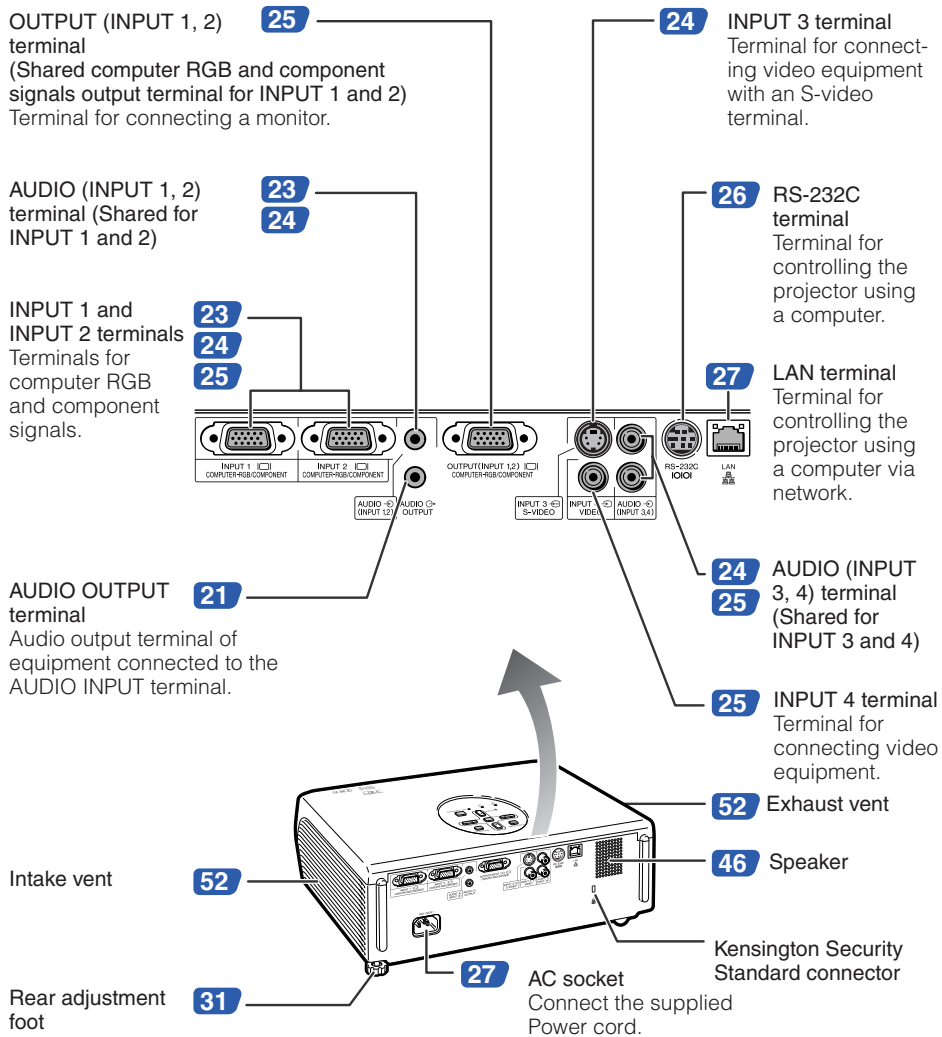 OUTPUT (INPUT 1, 2)
terminal
(Shared computer RGB and component
signals output terminal for INPUT 1 and 2)
Terminal for connecting a monitor.
25
24
INPUT 3 terminal
Terminal for connect-
ing video equipment
with an S-video
terminal.
AUDIO (INPUT 1, 2)
terminal (Shared for
INPUT 1 and 2)
23
24
26
RS-232C
terminal
Terminal for
controlling the
projector using
a computer.
INPUT 1 and
INPUT 2 terminals
Terminals for
computer RGB
and component
signals.
23
24
25
27
LAN terminal
Terminal for
controlling the
projector using
a computer via
network.
INPUT 1
COMPUTER-RGB/COMPONENT
INPUT 2
COMPUTER-RGB/COMPONENT
AUDIO
(INPUT 1,2)
AUDIO
OUTPUT
OUTPUT(INPUT 1,2)
COMPUTER-RGB/COMPONENT
INPUT 3
S-VIDEO
INPUT
VIDEO
AUDIO
(INPUT 3,4)
RS-232C
IOIOI
LAN
AUDIO OUTPUT
terminal
Audio output terminal of
equipment connected to the
AUDIO INPUT terminal.
21
24
25
AUDIO (INPUT
3, 4) terminal
(Shared for
INPUT 3 and 4)
25
INPUT 4 terminal
Terminal for
connecting video
equipment.
52
Exhaust vent
46
Speaker
Intake vent
52
Kensington Security
Standard connector
27
AC socket
Connect the supplied
Power cord.
Rear adjustment
foot
31